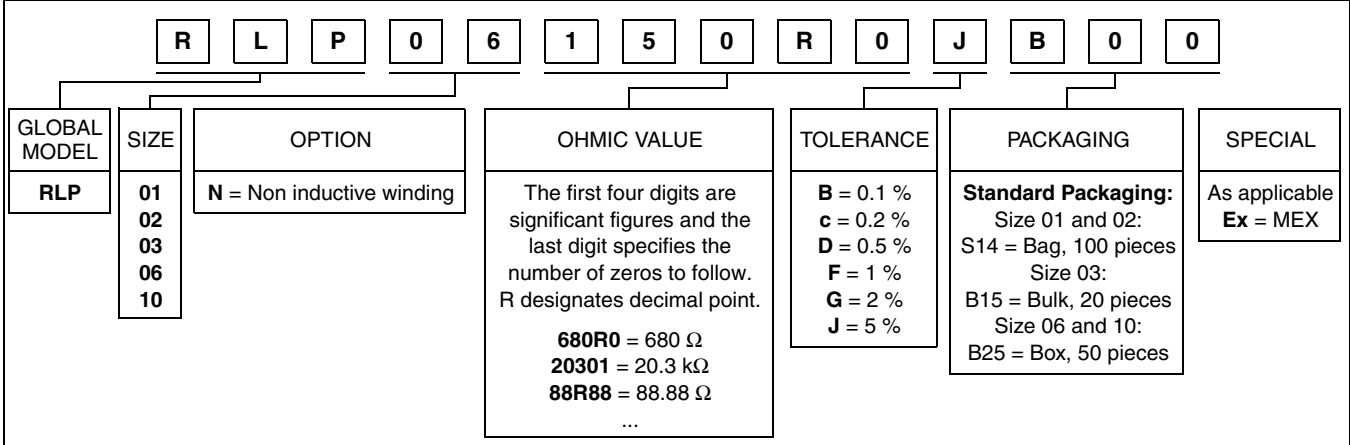 R L P 0 6 1 5 0 R 0 J B 0 0
GLOBAL
MODEL
RLP
SIZE
01
02
03
06
10
OPTION
N = Non inductive winding
OHMIC VALUE
The first four digits are
significant figures and the
last digit specifies the
number of zeros to follow.
R designates decimal point.
680R0 = 680 Ω
20301 = 20.3 kΩ
88R88 = 88.88 Ω
...
TOLERANCE
B = 0.1 %
c = 0.2 %
D = 0.5 %
F = 1 %
G = 2 %
J = 5 %
PACKAGING
Standard Packaging:
Size 01 and 02:
S14 = Bag, 100 pieces
Size 03:
B15 = Bulk, 20 pieces
Size 06 and 10:
B25 = Box, 50 pieces
SPECIAL
As applicable
Ex = MEX